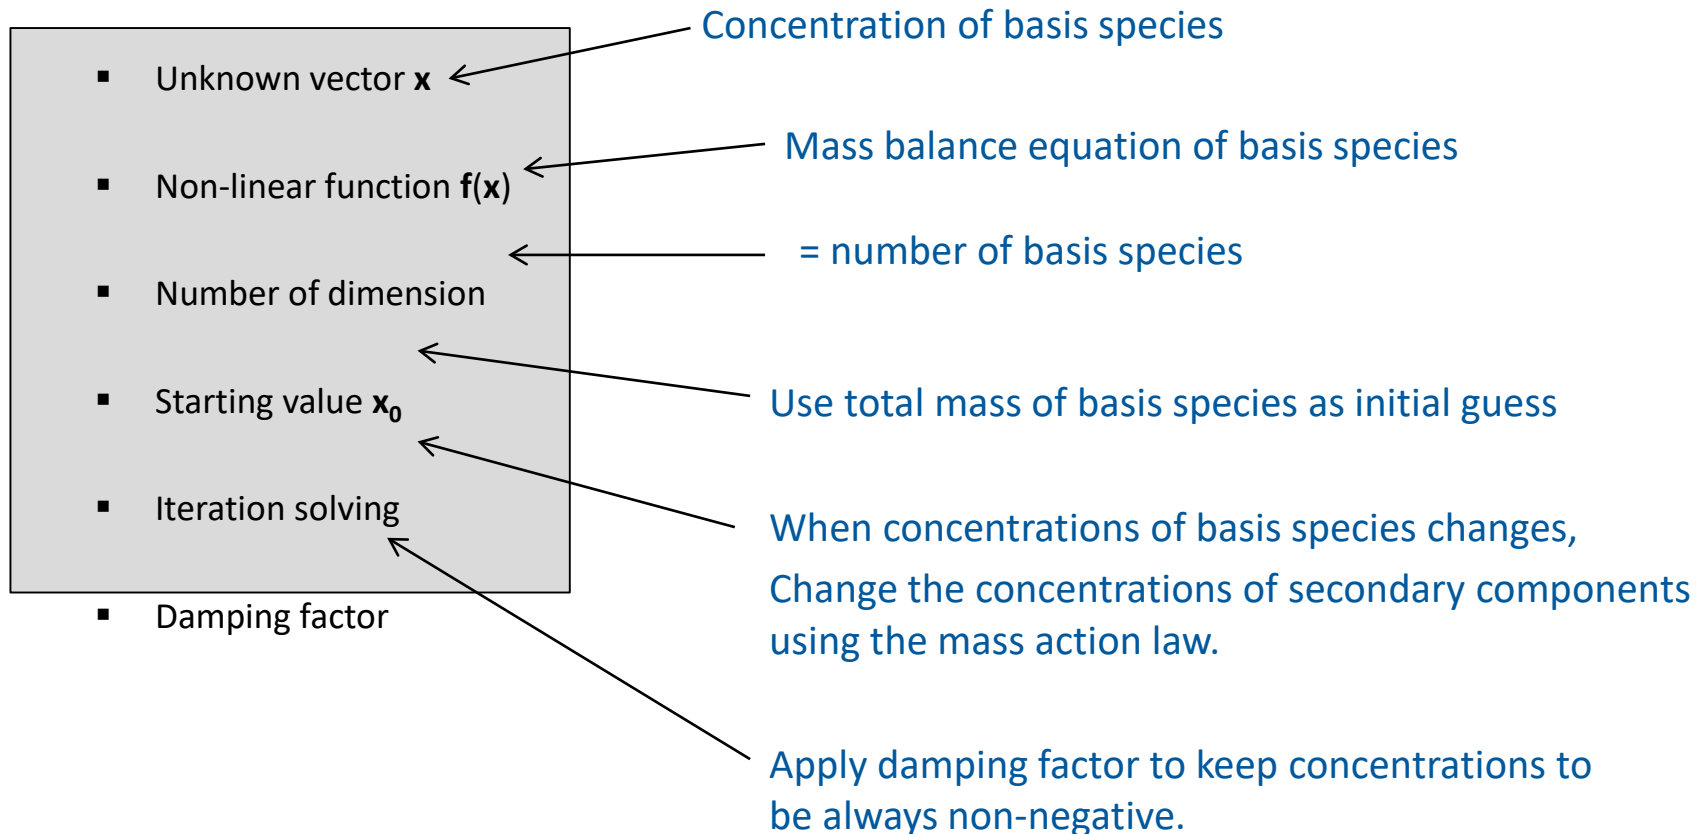 Concentration of basis species
▪ Unknown vector x
Mass balance equation of basis species
▪ Non-linear function f(x)
= number of basis species
▪ Number of dimension
Use total mass of basis species as initial guess
▪ Starting value x₀
▪ Iteration solving
When concentrations of basis species changes,
Change the concentrations of secondary components
using the mass action law.
▪ Damping factor
Apply damping factor to keep concentrations to
be always non-negative.